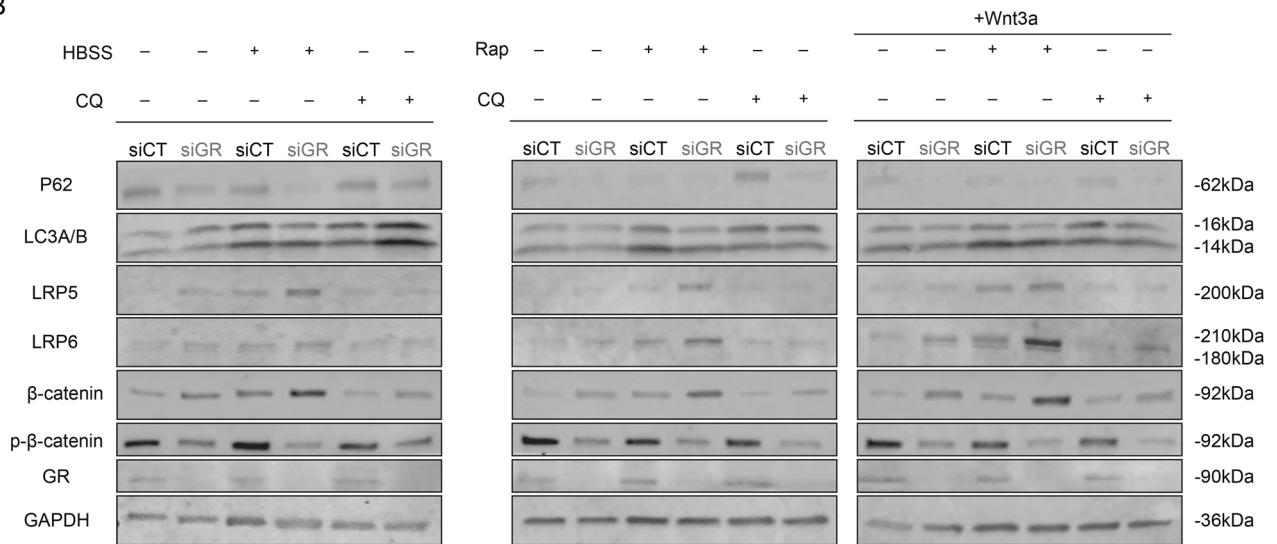 +Wnt3a
HBSS – – + + – –
Rap – – + + – – – – + + – –
CQ – – – – + +
CQ – – – – + + – – – – + +
siCT siGR siCT siGR siCT siGR siCT siGR siCT siGR siCT siGR siCT siGR siCT siGR siCT siGR
P62 -62kDa
LC3A/B -16kDa
-14kDa
LRP5 -200kDa
LRP6 -210kDa
-180kDa
β-catenin -92kDa
p-β-catenin -92kDa
GR -90kDa
GAPDH -36kDa